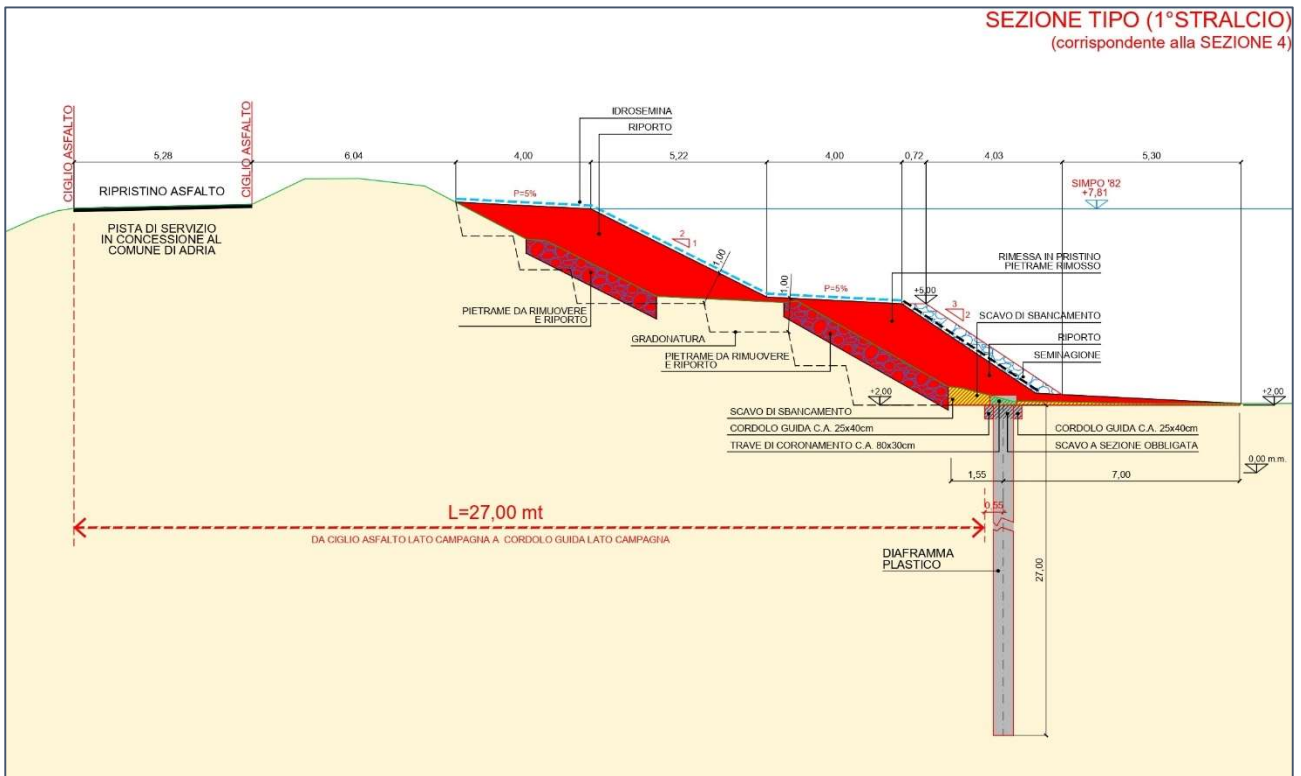 SEZIONE TIPO (1°STRALCIO)
(corrispondente alla SEZIONE 4)
CIGLIO ASFALTO
CIGLIO ASFALTO
IDROSEMINA
RIPORTO
5,28
6,04
4,00
5,22
4,00
0,72
4,03
5,30
RIPRISTINO ASFALTO
PISTA DI SERVIZIO
IN CONCESSIONE AL
COMUNE DI ADRIA
P=5%
SIMPO '82
+7,81
2
1
1,00
RIMESSA IN PRISTINO
PIETRAME RIMOSSO
1,00
P=5%
+5,00
3
2
SCAVO DI SBANCAMENTO
PIETRAME DA RIMUOVERE
E RIPORTO
GRADONATURA
RIPORTO
PIETRAME DA RIMUOVERE
E RIPORTO
SEMINAGIONE
+2,00
+2,00
SCAVO DI SBANCAMENTO
CORDOLO GUIDA C.A. 25x40cm
CORDOLO GUIDA C.A. 25x40cm
TRAVE DI CORONAMENTO C.A. 80x30cm
SCAVO A SEZIONE OBBLIGATA
0,00 m.m.
1,55
7,00
L=27,00 mt
0,55
DA CIGLIO ASFALTO LATO CAMPAGNA A CORDOLO GUIDA LATO CAMPAGNA
DIAFRAMMA
PLASTICO
27,00